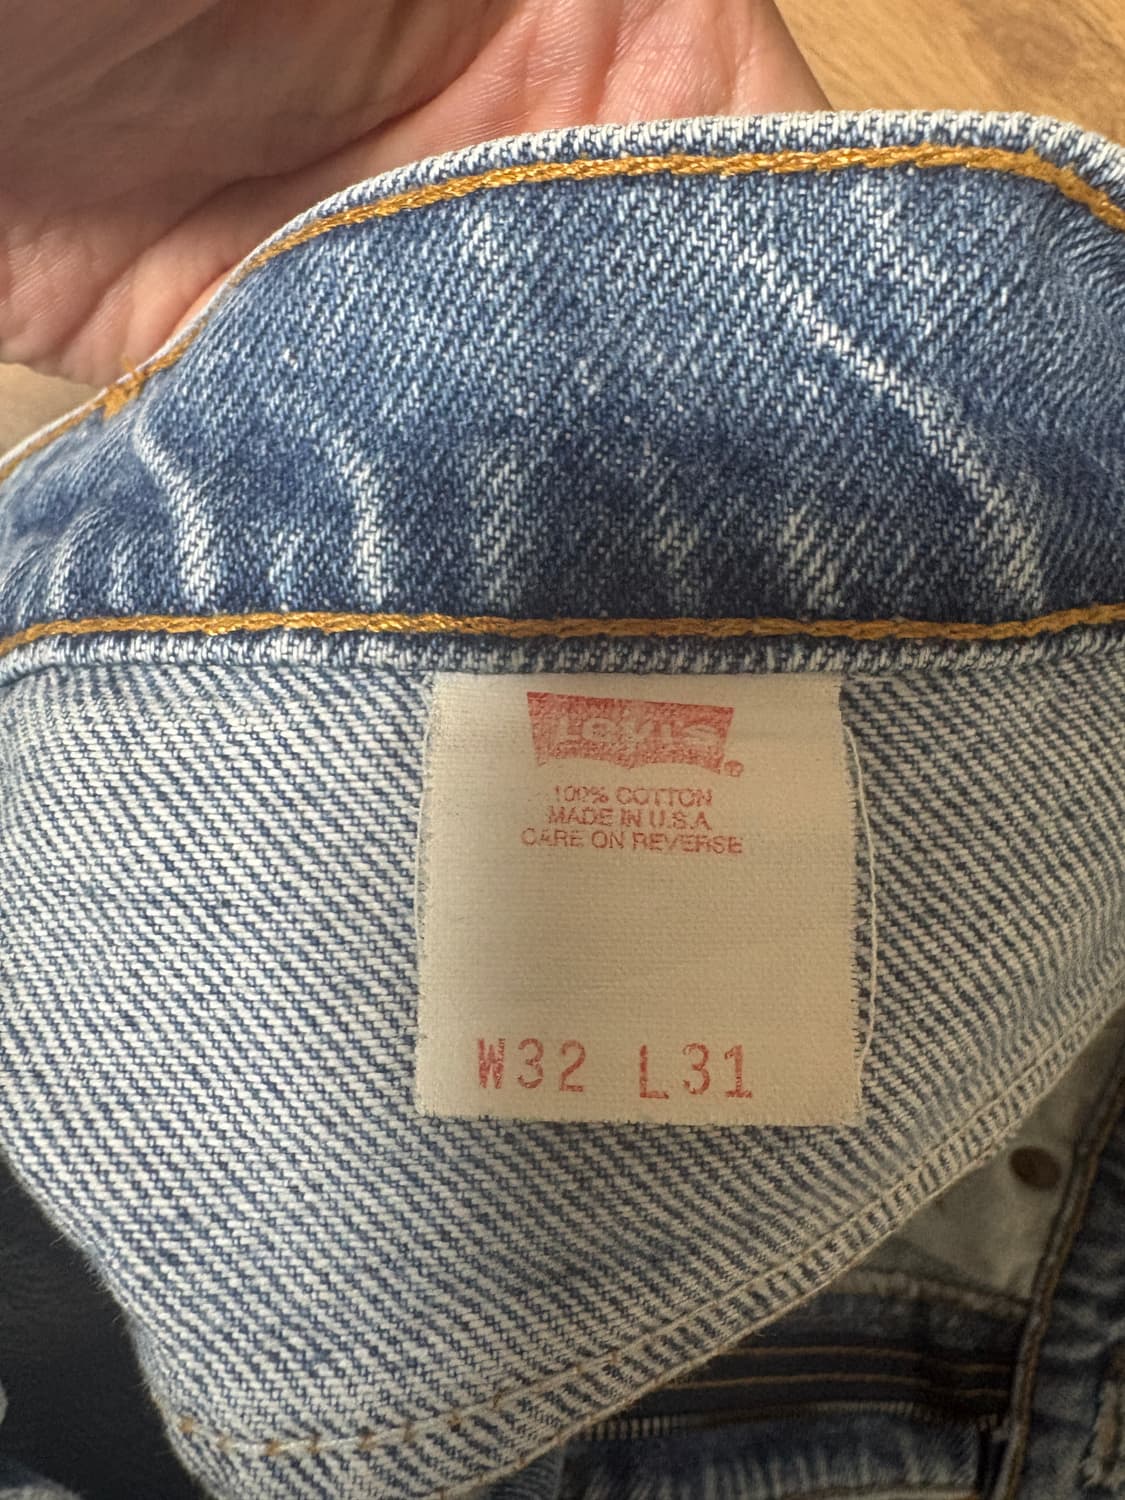 LEVI'S ®
100% COTTON
MADE IN U.S.A
CARE ON REVERSE
W32 L31